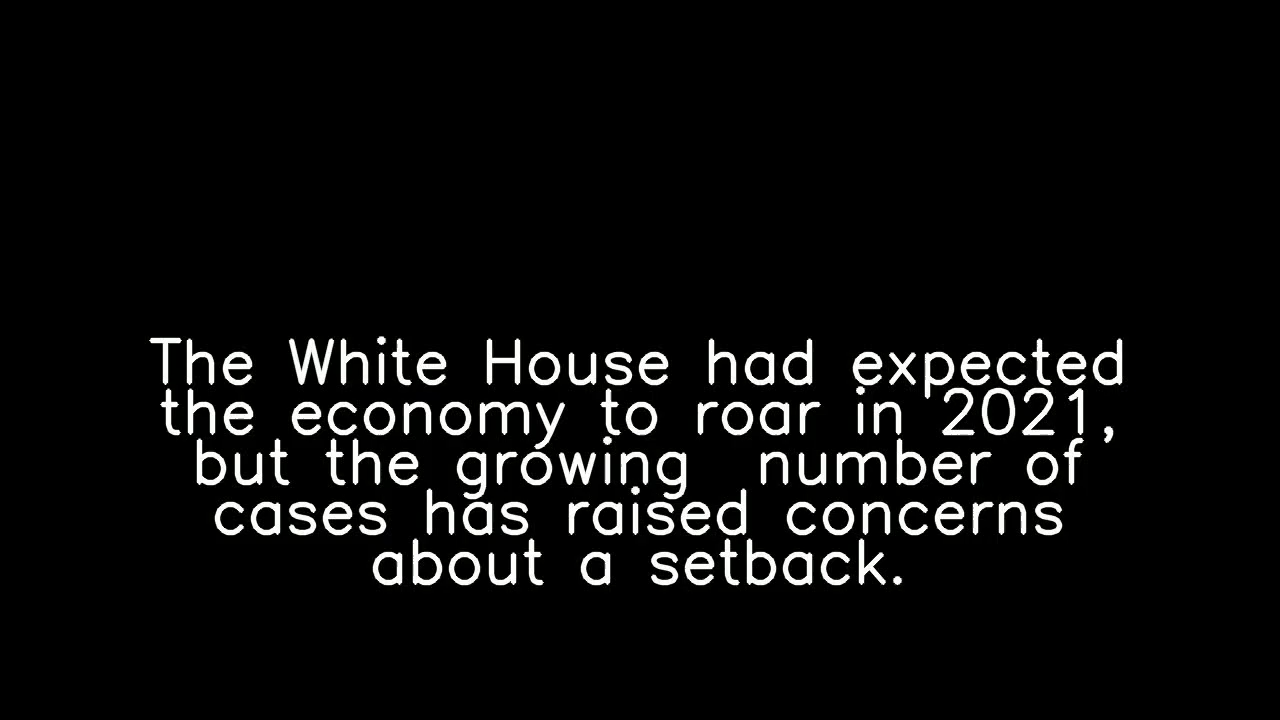 The White House had expected
the economy to roar in 2021,
but the growing  number of
cases has raised concerns
about a setback.